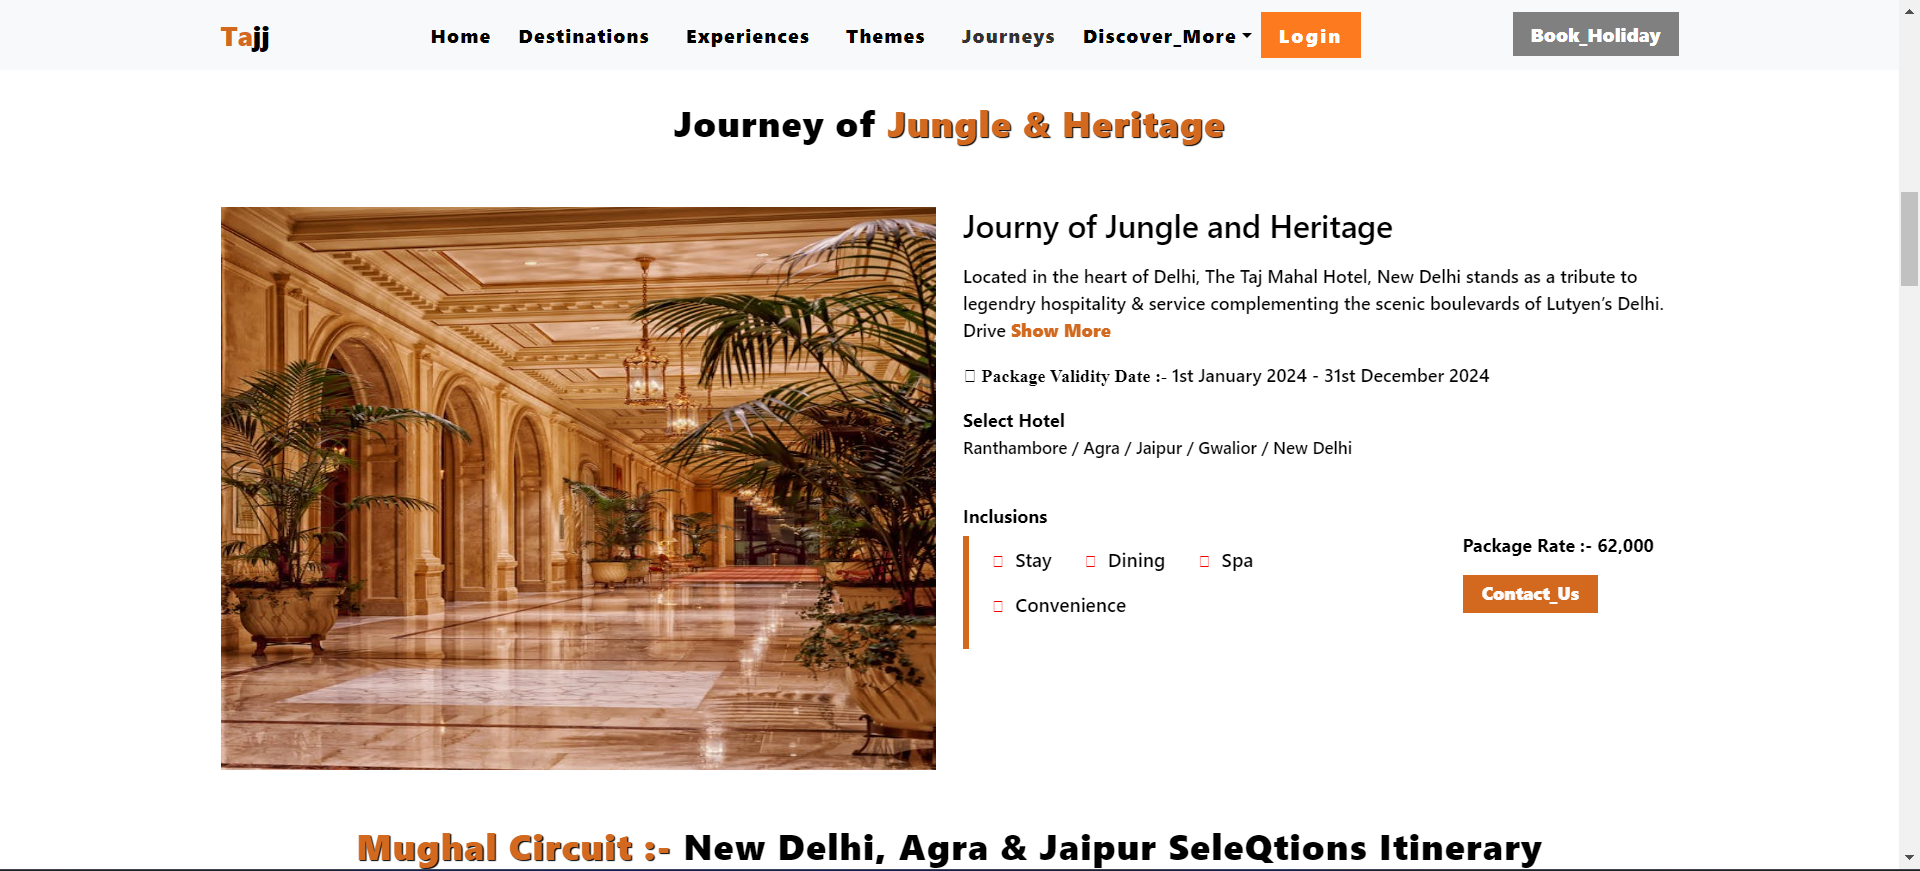 Tajj Home Destinations Experiences Themes Journeys Discover_More Login Book_Holiday
Journey of Jungle & Heritage
Journy of Jungle and Heritage
Located in the heart of Delhi, The Taj Mahal Hotel, New Delhi stands as a tribute to
legendry hospitality & service complementing the scenic boulevards of Lutyen’s Delhi.
Drive Show More
Package Validity Date :- 1st January 2024 - 31st December 2024
Select Hotel
Ranthambore / Agra / Jaipur / Gwalior / New Delhi
Inclusions
Stay Dining Spa
Convenience
Package Rate :- 62,000
Contact_Us
Mughal Circuit :- New Delhi, Agra & Jaipur SeleQtions Itinerary